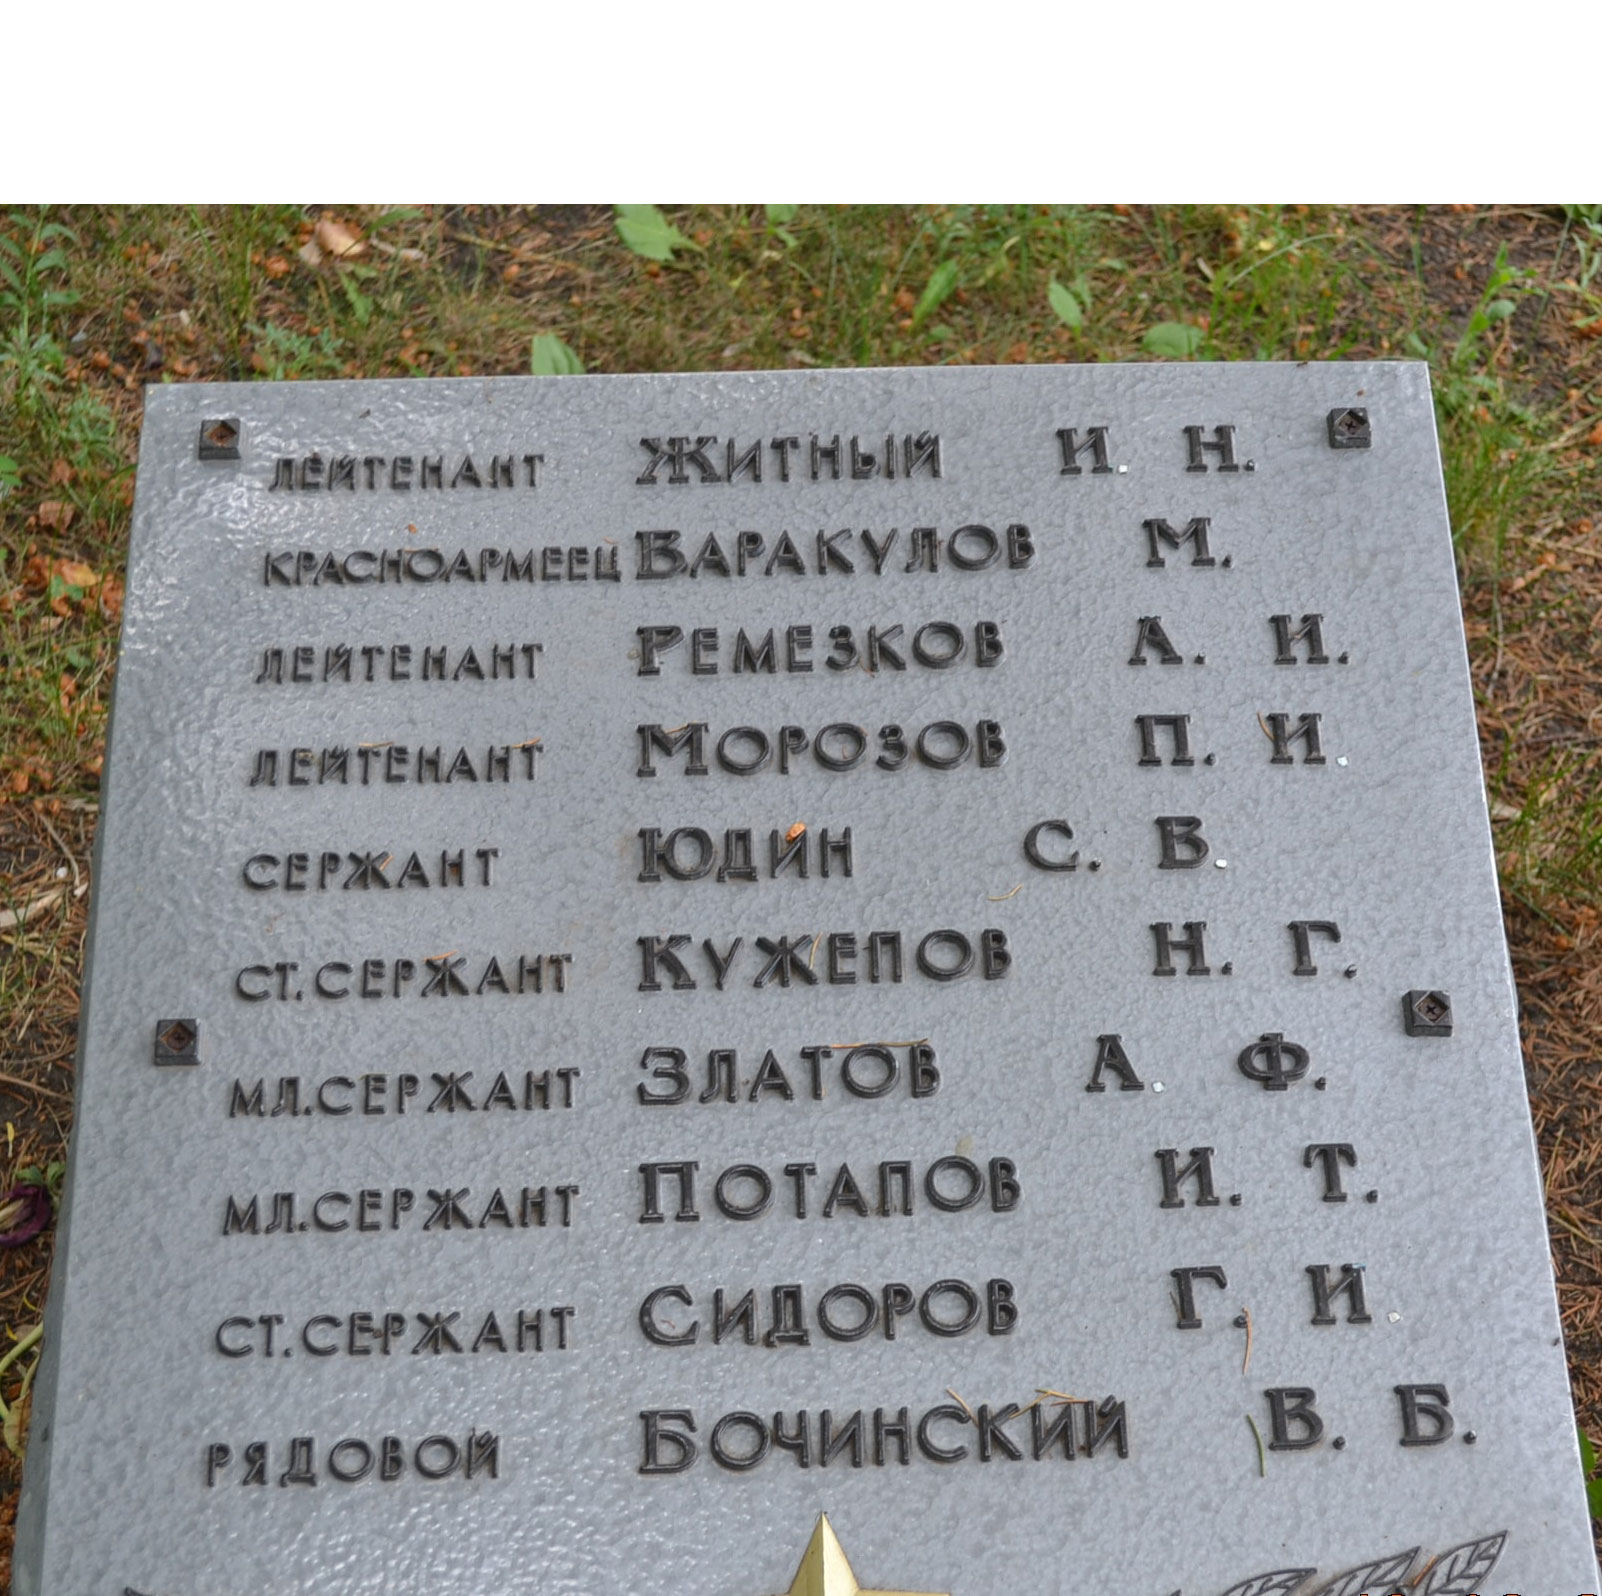 ЛЕЙТЕНАНТ ЖИТНЫЙ И. Н.
КРАСНОАРМЕЕЦ ВАРАКУЛОВ М.
ЛЕЙТЕНАНТ РЕМЕЗКОВ А. И.
ЛЕЙТЕНАНТ МОРОЗОВ П. И.
СЕРЖАНТ ЮДИН С. В.
СТ. СЕРЖАНТ КУЖЕПОВ Н. Г.
МЛ. СЕРЖАНТ ЗЛАТОВ А. Ф.
МЛ. СЕРЖАНТ ПОТАПОВ И. Т.
СТ. СЕРЖАНТ СИДОРОВ Г. И.
РЯДОВОЙ БОЧИНСКИЙ В. Б.